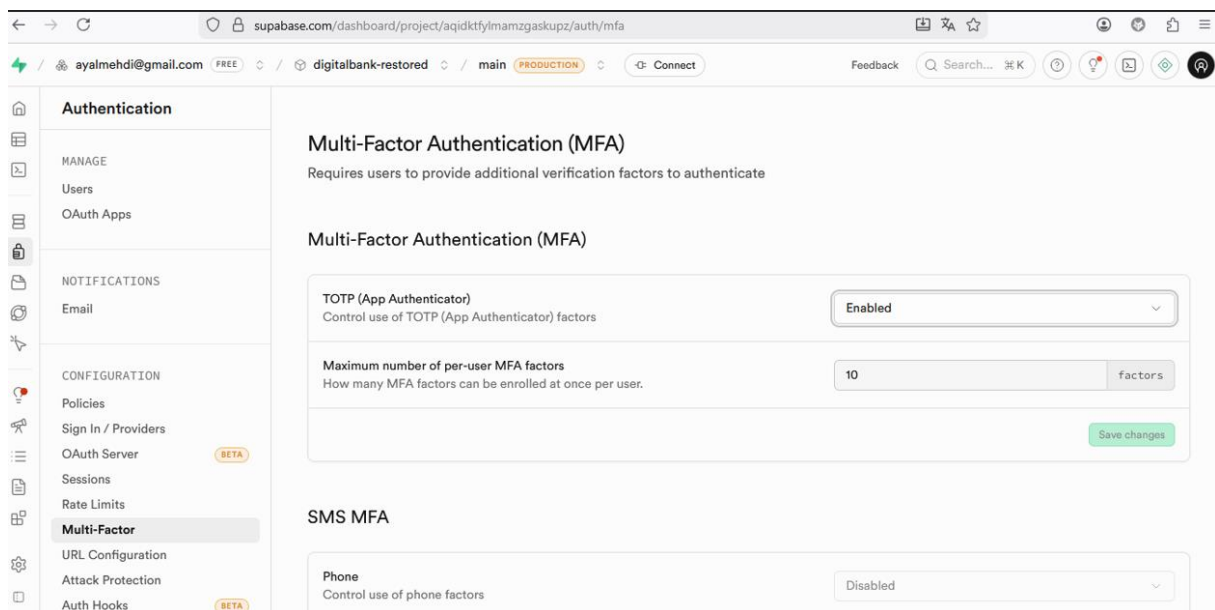 supabase.com/dashboard/project/aqidktfylmamzgaskupz/auth/mfa
/ ayalmehdi@gmail.com FREE / digitalbank-restored / main PRODUCTION Connect Feedback Search... ⌘K
Authentication
MANAGE
Users
OAuth Apps
NOTIFICATIONS
Email
CONFIGURATION
Policies
Sign In / Providers
OAuth Server BETA
Sessions
Rate Limits
Multi-Factor
URL Configuration
Attack Protection
Auth Hooks BETA
Multi-Factor Authentication (MFA)
Requires users to provide additional verification factors to authenticate
Multi-Factor Authentication (MFA)
TOTP (App Authenticator)
Control use of TOTP (App Authenticator) factors
Enabled
Maximum number of per-user MFA factors
How many MFA factors can be enrolled at once per user.
10 factors
Save changes
SMS MFA
Phone
Control use of phone factors
Disabled